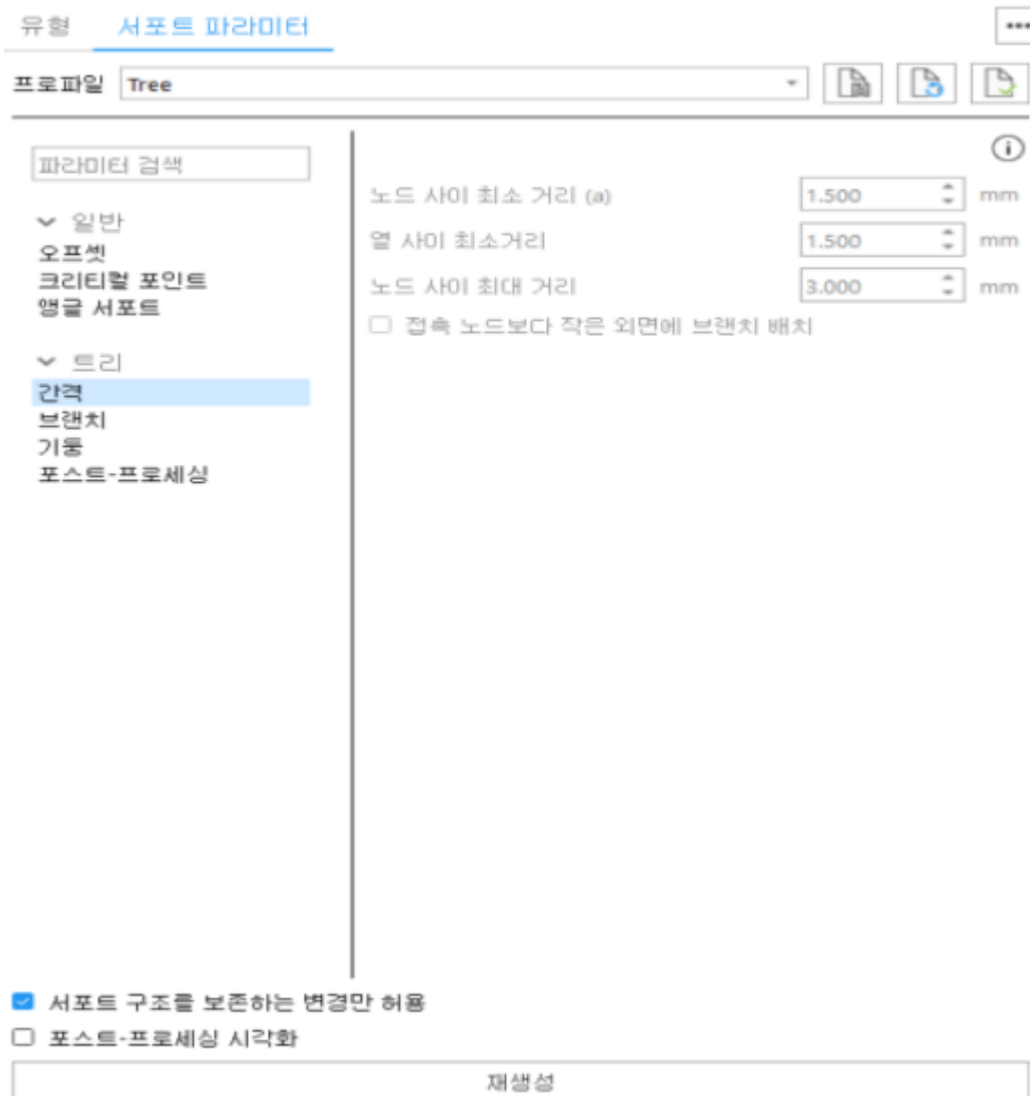 유형 서포트 파라미터
프로파일 Tree
파라미터 검색
일반
오프셋
크리티컬 포인트
앵글 서포트
트리
간격
브랜치
기둥
포스트-프로세싱
노드 사이 최소 거리 (a) 1.500 mm
열 사이 최소거리 1.500 mm
노드 사이 최대 거리 3.000 mm
접촉 노드보다 작은 외면에 브랜치 배치
서포트 구조를 보존하는 변경만 허용
포스트-프로세싱 시각화
재생성